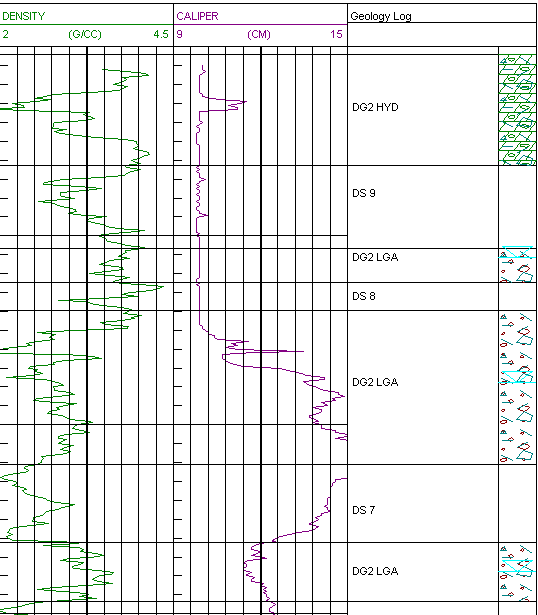 DENSITY CALIPER Geology Log
2 (G/CC) 4.5 9 (CM) 15
DG2 HYD
DS 9
DG2 LGA
DS 8
DG2 LGA
DS 7
DG2 LGA